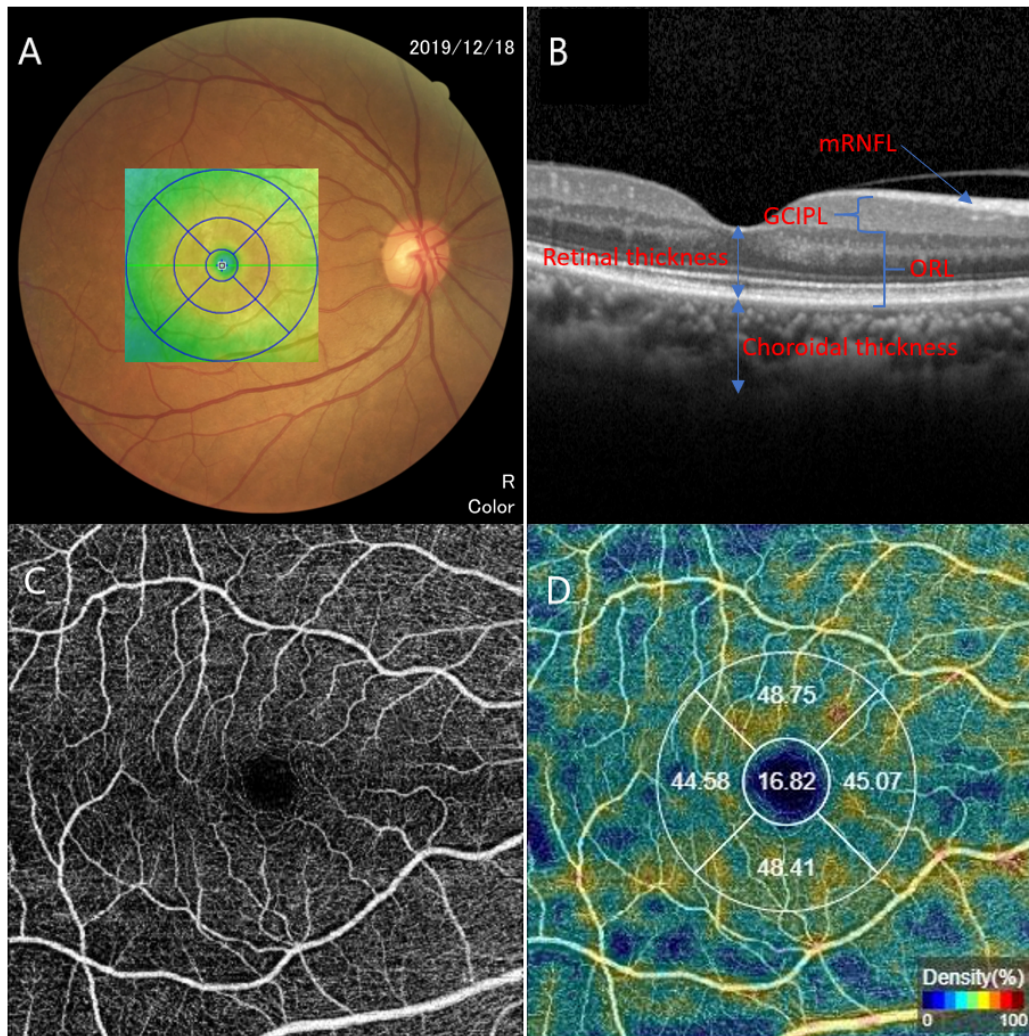 A
2019/12/18
R
Color
B
mRNFL
GCIPL
Retinal thickness
ORL
Choroidal thickness
C
D
48.75
44.58
16.82
45.07
48.41
Density(%)
0
100